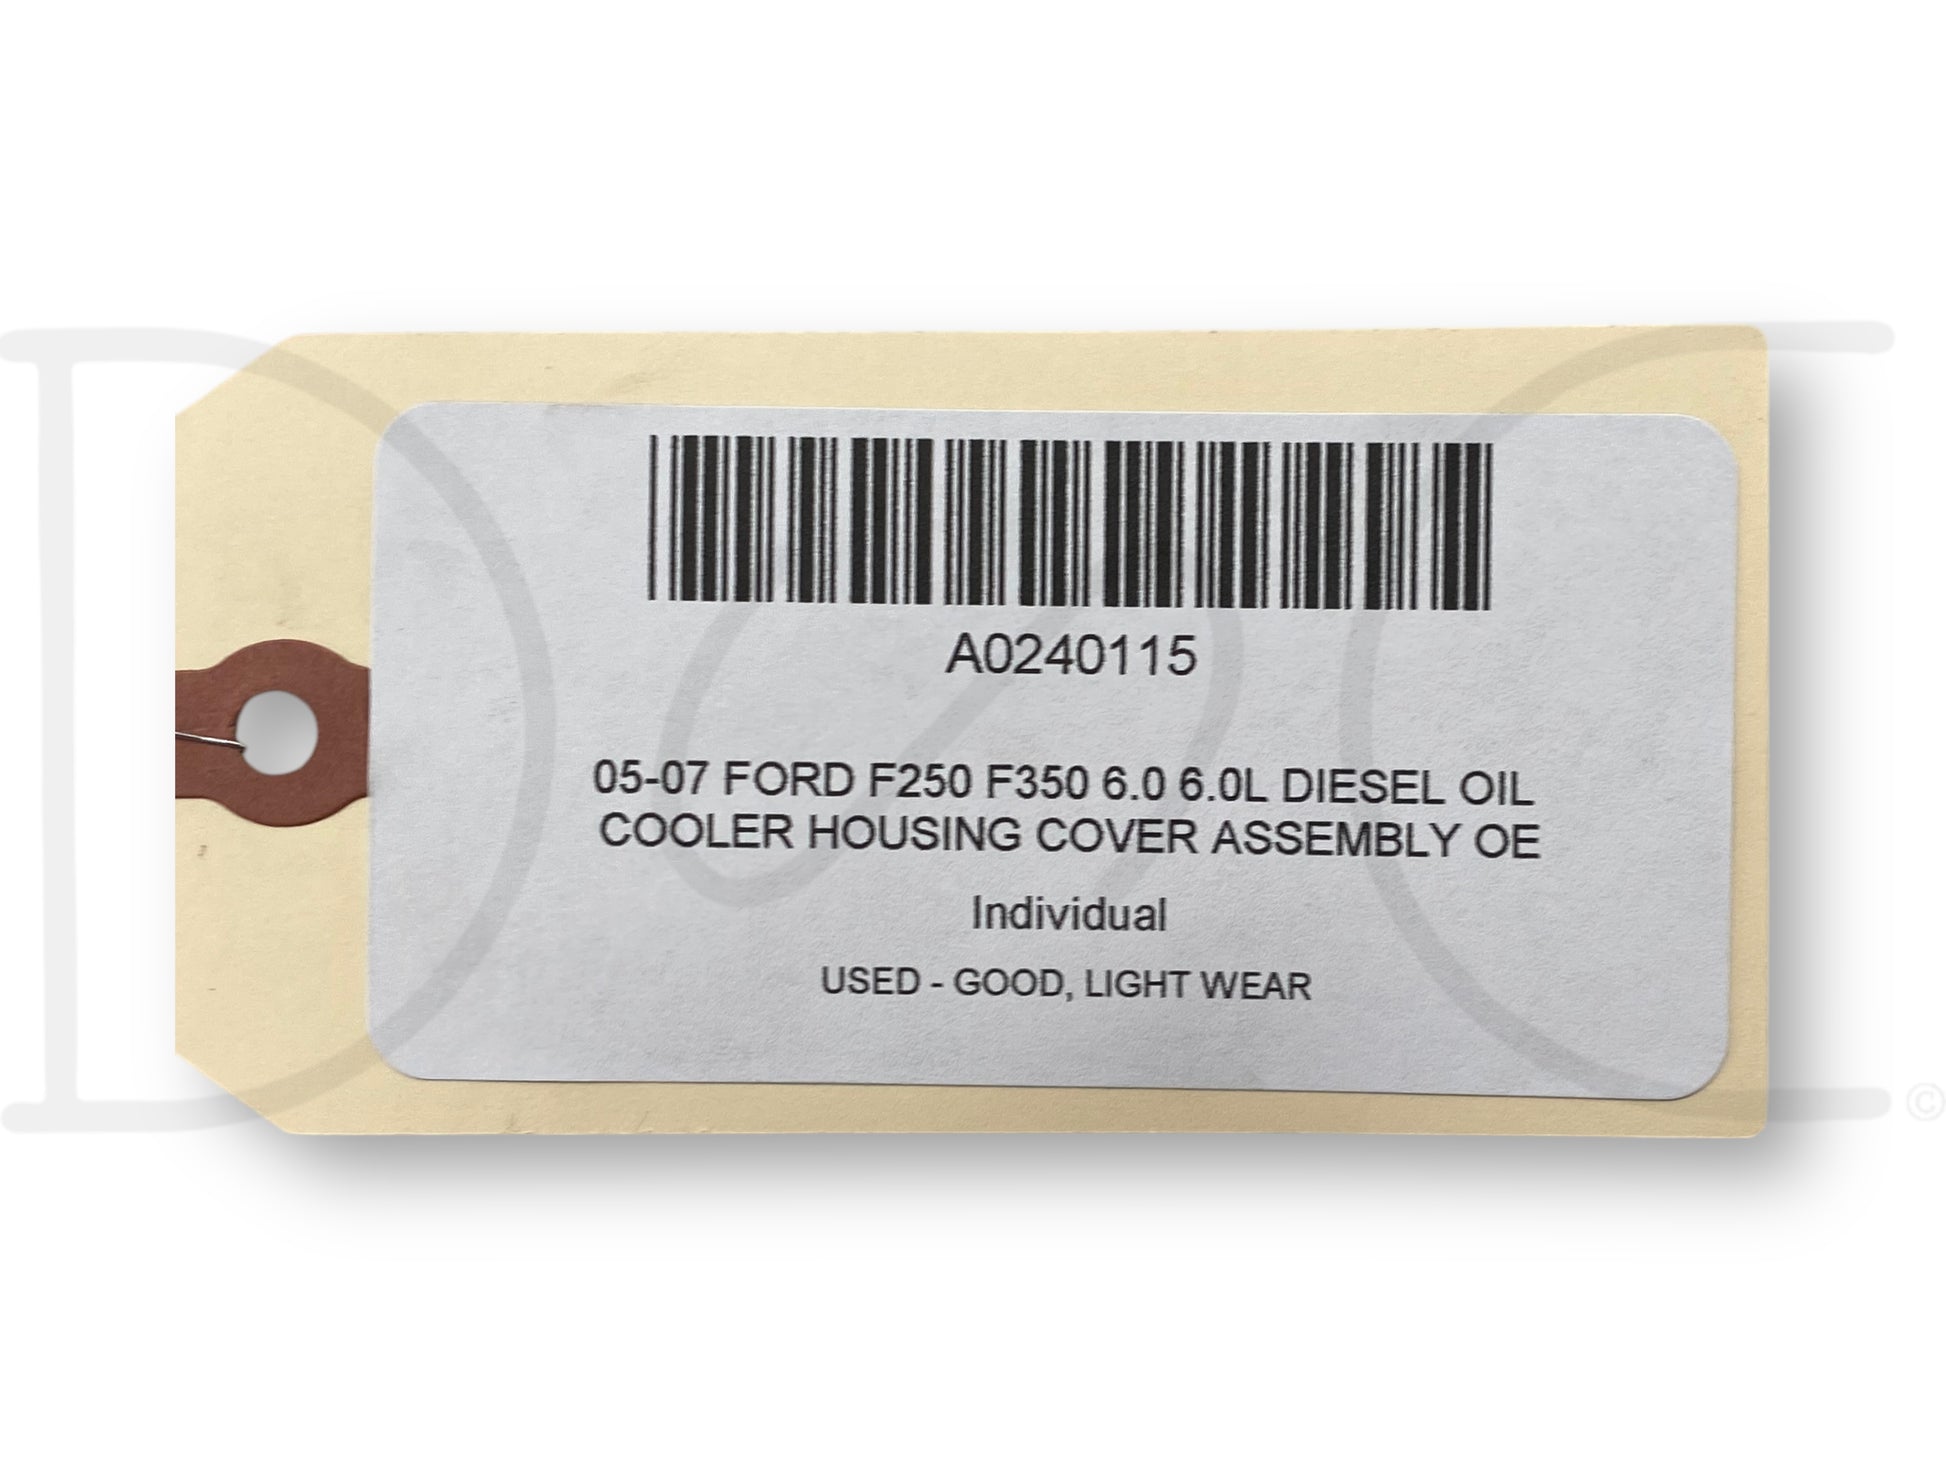 A0240115
05-07 FORD F250 F350 6.0 6.0L DIESEL OIL
COOLER HOUSING COVER ASSEMBLY OE
Individual
USED - GOOD, LIGHT WEAR
©